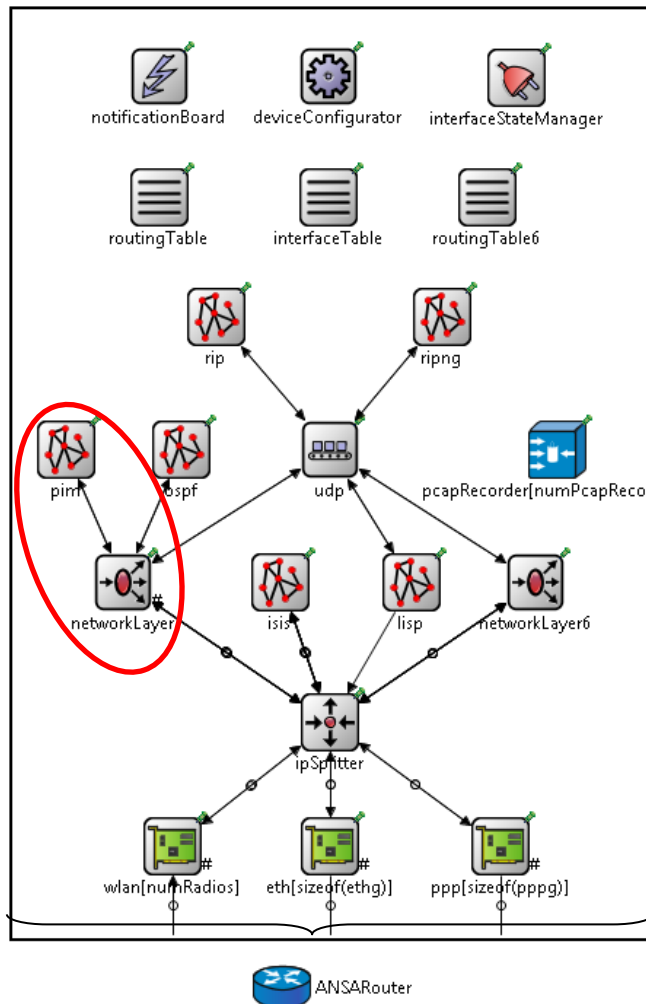 notificationBoard deviceConfigurator interfaceStateManager
routingTable interfaceTable routingTable6
rip ripng
pim ospf udp pcapRecorder[numPcapReco
networkLayer isis lisp networkLayer6
#
ipSplitter
# # #
wlan[numRadios] eth[sizeof(ethg)] ppp[sizeof(pppg)]
ANSARouter